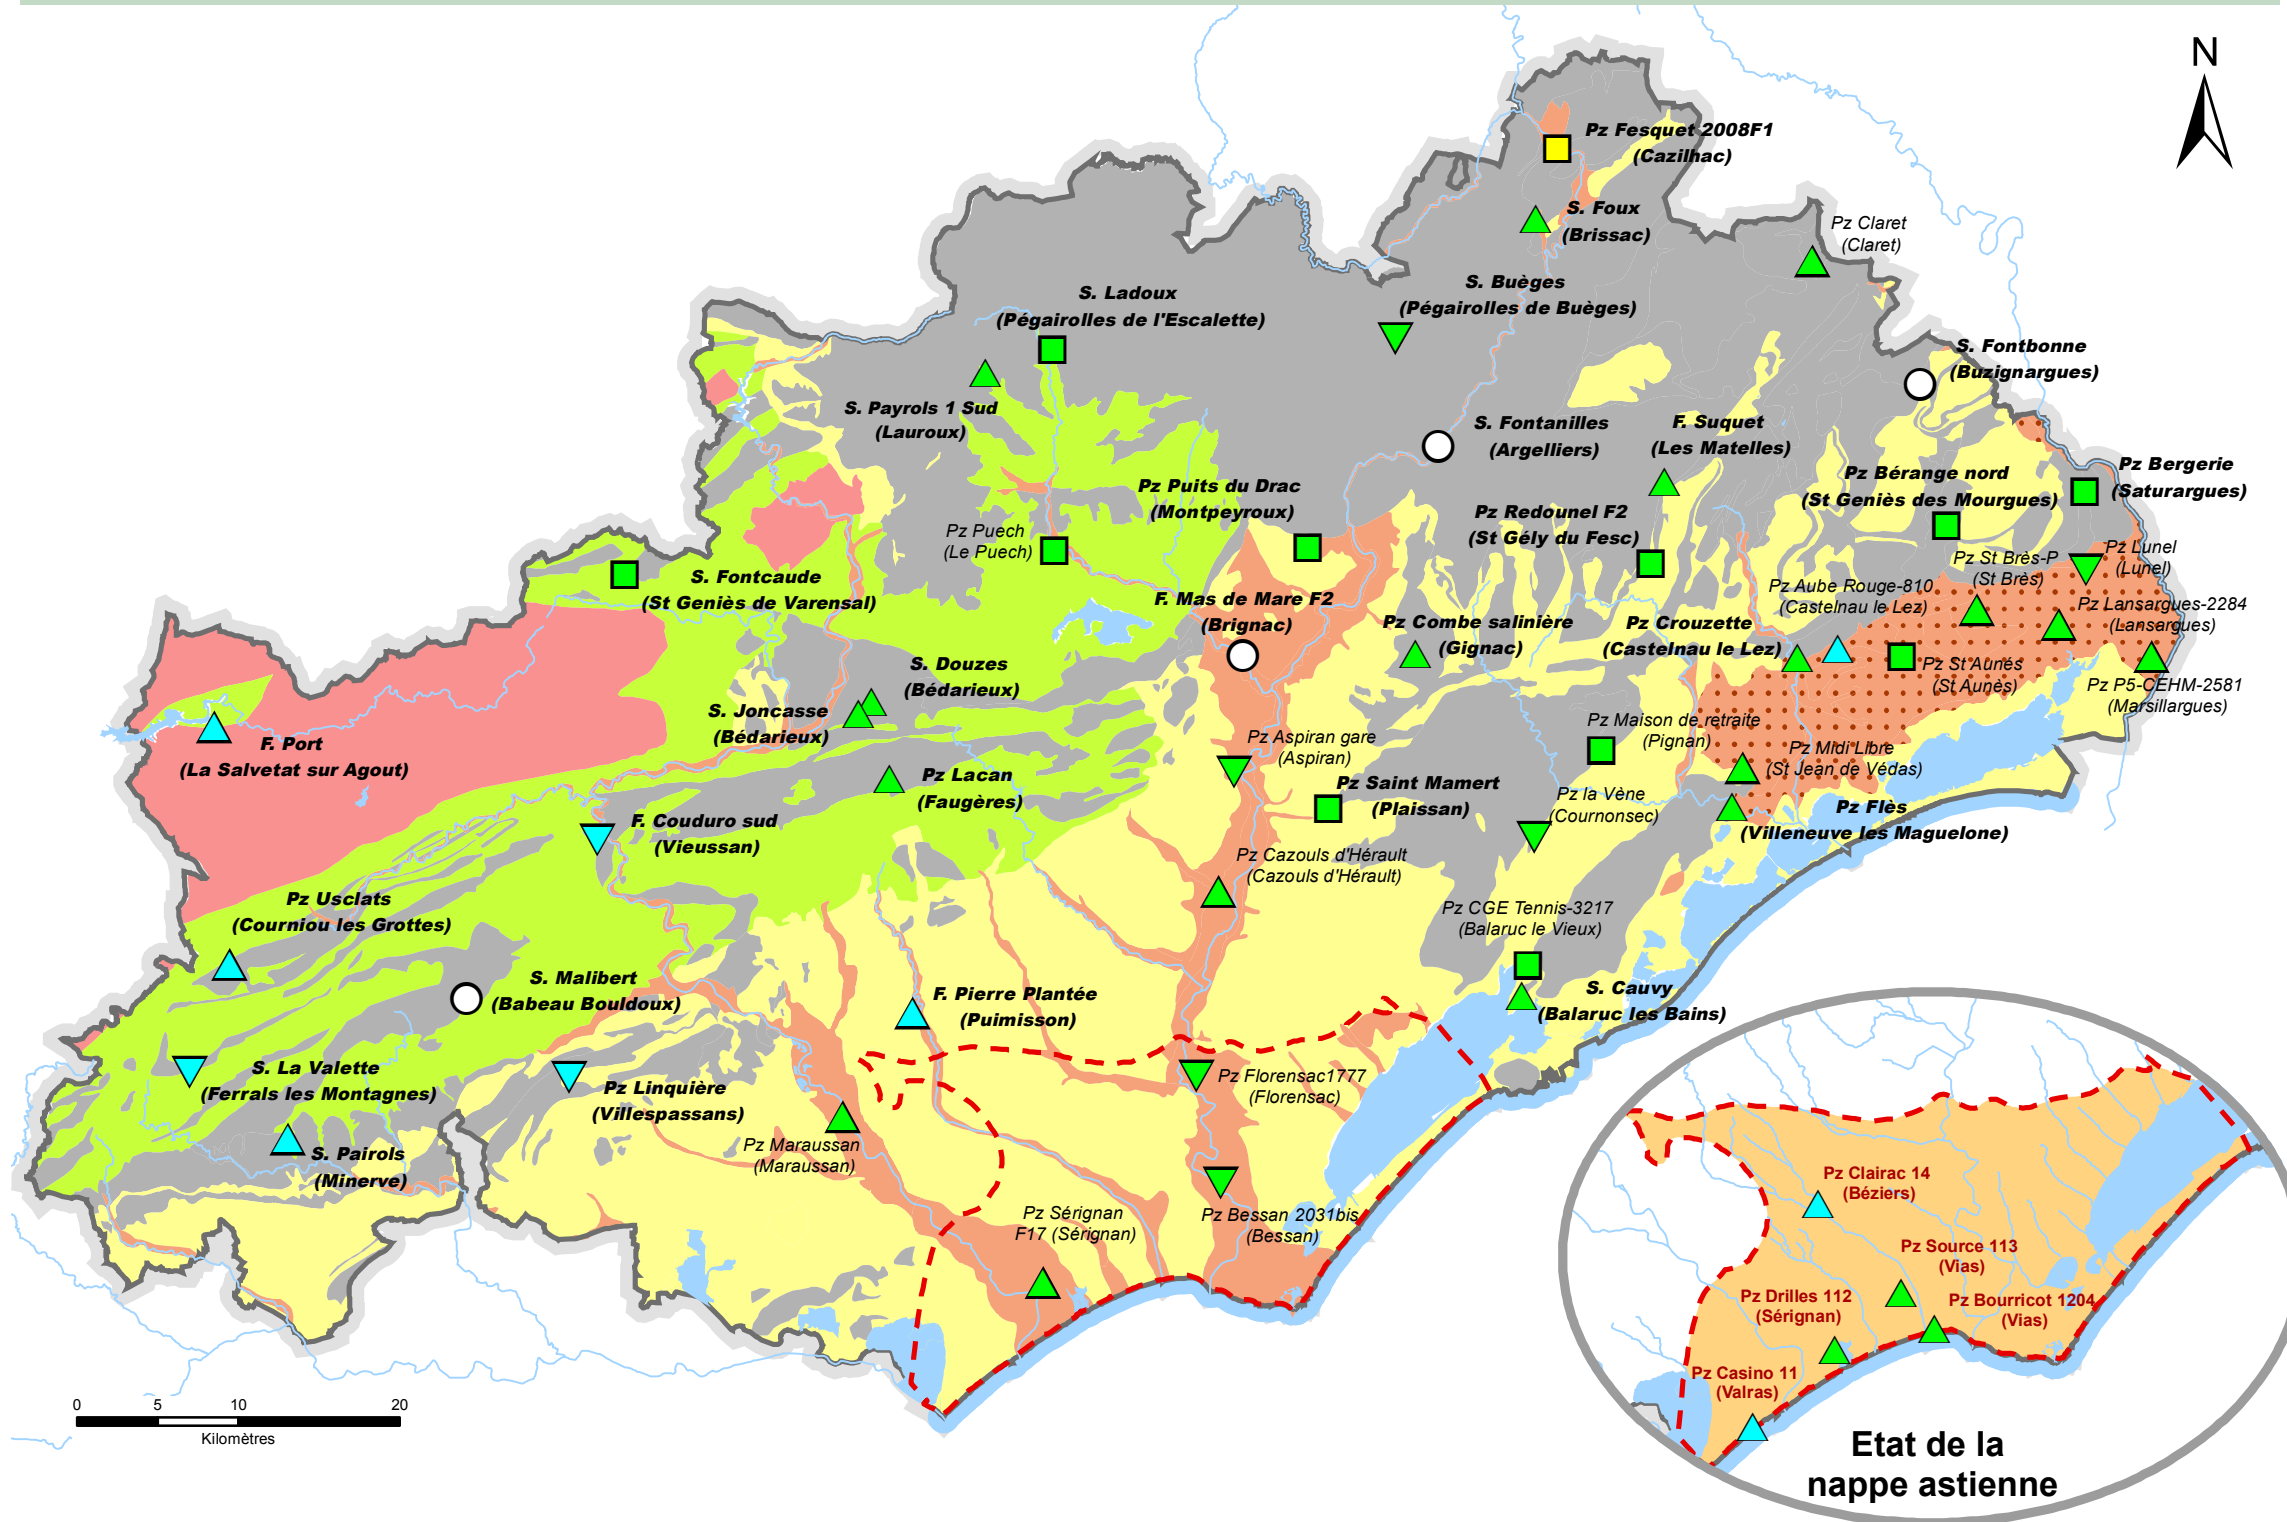 N
Pz Fesquet 2008F1
(Cazilhac)
S. Foux
(Brissac)
Pz Claret
(Claret)
S. Buèges
(Pégairolles de Buèges)
S. Ladoux
(Pégairolles de l'Escalette)
S. Fontbonne
(Buzignargues)
S. Payrols 1 Sud
(Lauroux)
S. Fontanilles
(Argelliers)
F. Suquet
(Les Matelles)
Pz Bérange nord
(St Geniès des Mourgues)
Pz Bergerie
(Saturargues)
Pz Puits du Drac
(Montpeyroux)
Pz Redounel F2
(St Gély du Fesc)
Pz Puech
(Le Puech)
Pz St Brès-P
(St Brès)
Pz Lunel
(Lunel)
S. Fontcaude
(St Geniès de Varensal)
Pz Aube Rouge-810
(Castelnau le Lez)
F. Mas de Mare F2
(Brignac)
Pz Combe salinière
(Gignac)
Pz Crouzette
(Castelnau le Lez)
Pz Lansargues-2284
(Lansargues)
S. Douzes
(Bédarieux)
Pz St Aunés
(St Aunès)
Pz P5-CEHM-2581
(Marsillargues)
S. Joncasse
(Bédarieux)
F. Port
(La Salvetat sur Agout)
Pz Aspiran gare
(Aspiran)
Pz Maison de retraite
(Pignan)
Pz Midi Libre
(St Jean de Védas)
Pz Lacan
(Faugères)
Pz Saint Mamert
(Plaissan)
Pz la Vène
(Cournonsec)
Pz Flès
(Villeneuve les Maguelone)
F. Couduro sud
(Vieussan)
Pz Cazouls d'Hérault
(Cazouls d'Hérault)
Pz Usclats
(Courniou les Grottes)
Pz CGE Tennis-3217
(Balaruc le Vieux)
S. Malibert
(Babeau Bouldoux)
F. Pierre Plantée
(Puimisson)
S. Cauvy
(Balaruc les Bains)
S. La Valette
(Ferrals les Montagnes)
Pz Linquière
(Villespassans)
Pz Florensac1777
(Florensac)
S. Pairols
(Minerve)
Pz Maraussan
(Maraussan)
Pz Sérignan
F17 (Sérignan)
Pz Bessan 2031bis
(Bessan)
Pz Clairac 14
(Béziers)
Pz Source 113
(Vias)
Pz Drilles 112
(Sérignan)
Pz Bourricot 1204
(Vias)
Pz Casino 11
(Valras)
0 5 10 20
Kilomètres
Etat de la
nappe astienne